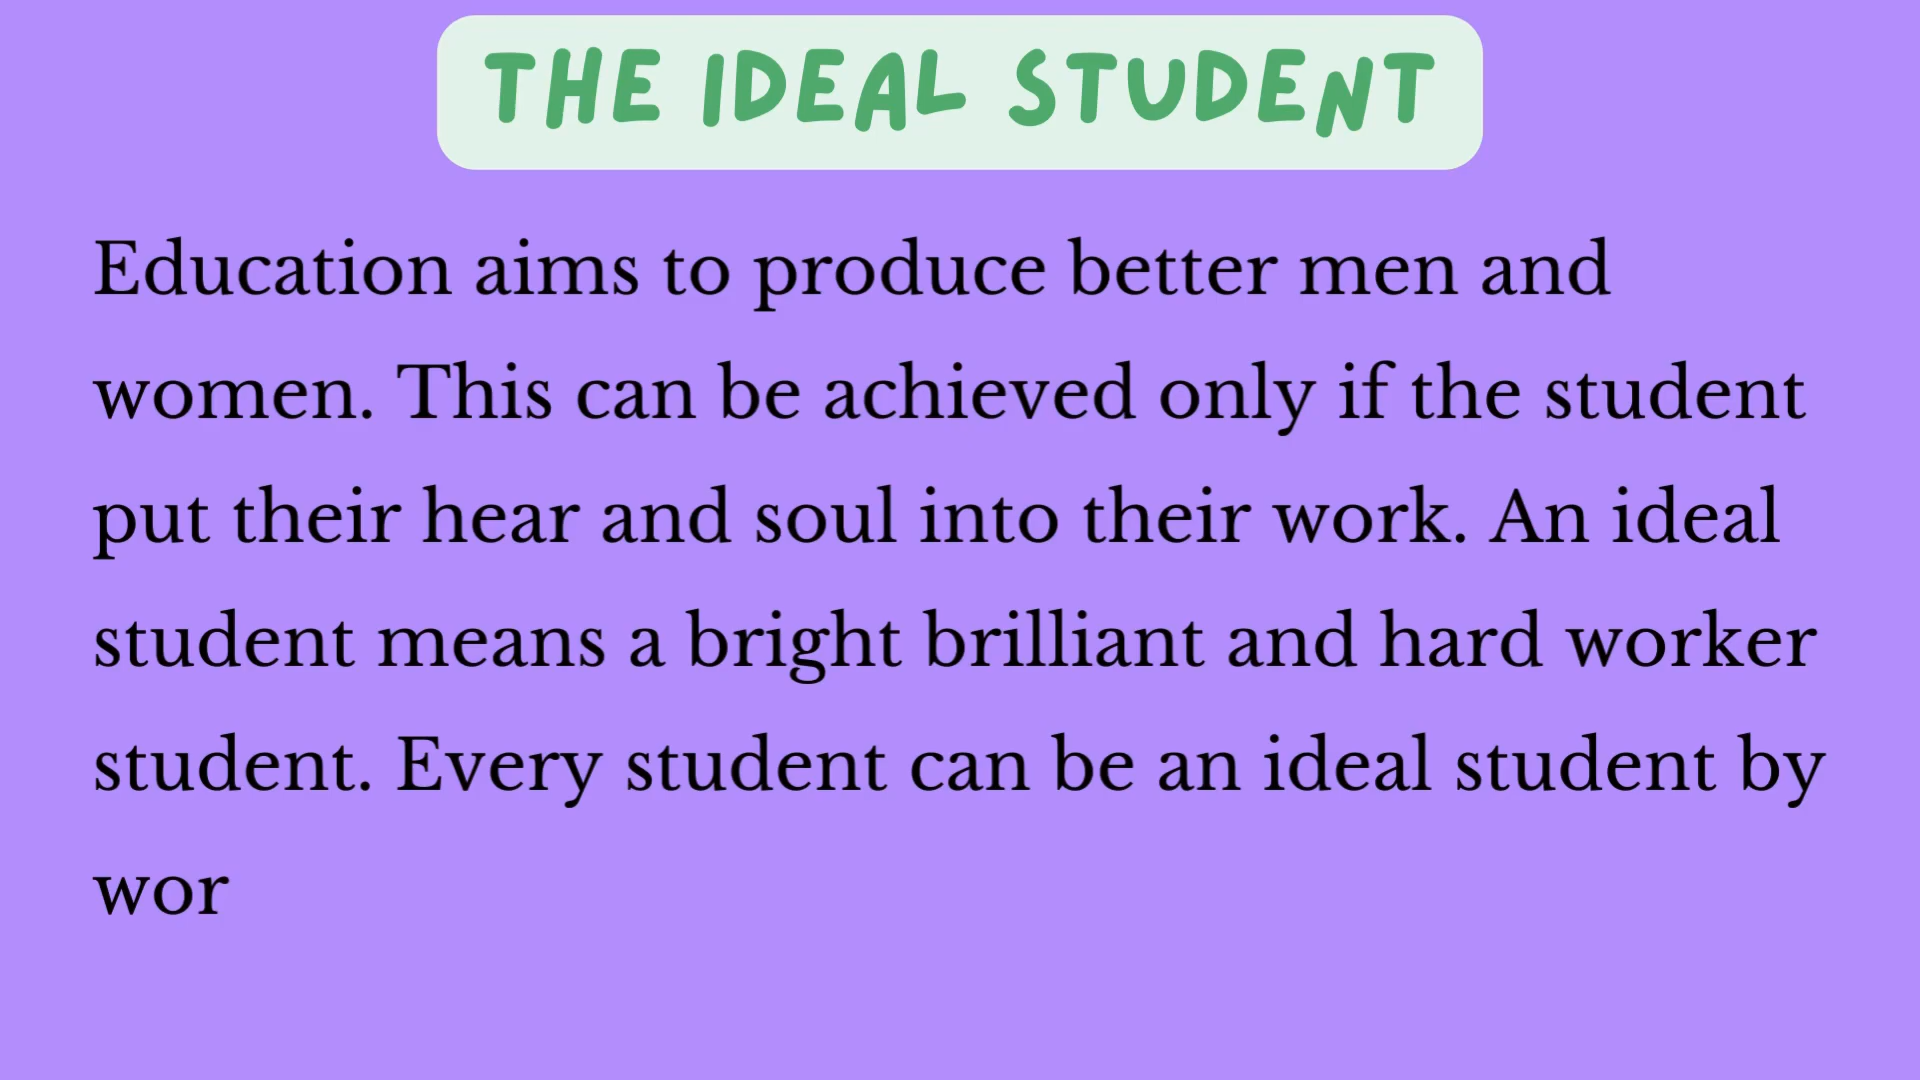 THE IDEAL STUDENT
Education aims to produce better men and
women. This can be achieved only if the student
put their hear and soul into their work. An ideal
student means a bright brilliant and hard worker
student. Every student can be an ideal student by
wor